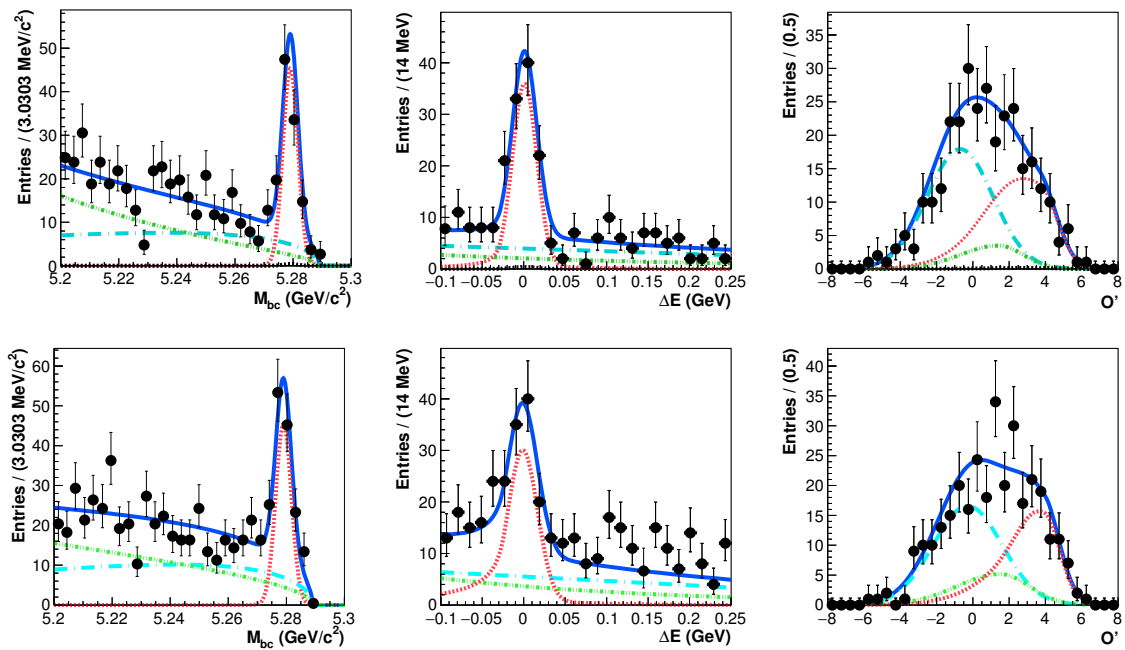 Entries / (3.0303 MeV/c²)
50
40
30
20
10
0
5.2 5.22 5.24 5.26 5.28 5.3
M_bc (GeV/c²)
Entries / (14 MeV)
40
30
20
10
0
−0.1 −0.05 0 0.05 0.1 0.15 0.2 0.25
ΔE (GeV)
Entries / (0.5)
35
30
25
20
15
10
5
0
−8 −6 −4 −2 0 2 4 6 8
O'
Entries / (3.0303 MeV/c²)
60
50
40
30
20
10
0
5.2 5.22 5.24 5.26 5.28 5.3
M_bc (GeV/c²)
Entries / (14 MeV)
50
40
30
20
10
0
−0.1 −0.05 0 0.05 0.1 0.15 0.2 0.25
ΔE (GeV)
Entries / (0.5)
40
35
30
25
20
15
10
5
0
−8 −6 −4 −2 0 2 4 6 8
O'